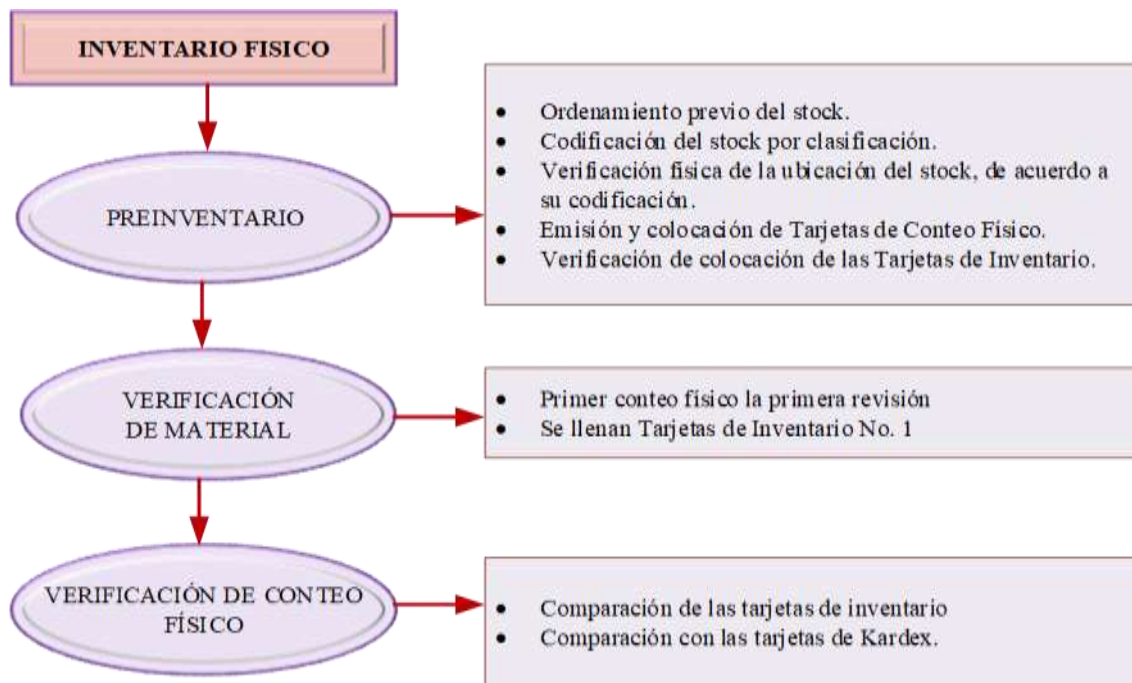 INVENTARIO FISICO
PREINVENTARIO
• Ordenamiento previo del stock.
• Codificación del stock por clasificación.
• Verificación física de la ubicación del stock, de acuerdo a
su codificación.
• Emisión y colocación de Tarjetas de Conteo Físico.
• Verificación de colocación de las Tarjetas de Inventario.
VERIFICACIÓN
DE MATERIAL
• Primer conteo físico la primera revisión
• Se llenan Tarjetas de Inventario No. 1
VERIFICACIÓN DE CONTEO
FÍSICO
• Comparación de las tarjetas de inventario
• Comparación con las tarjetas de Kardex.